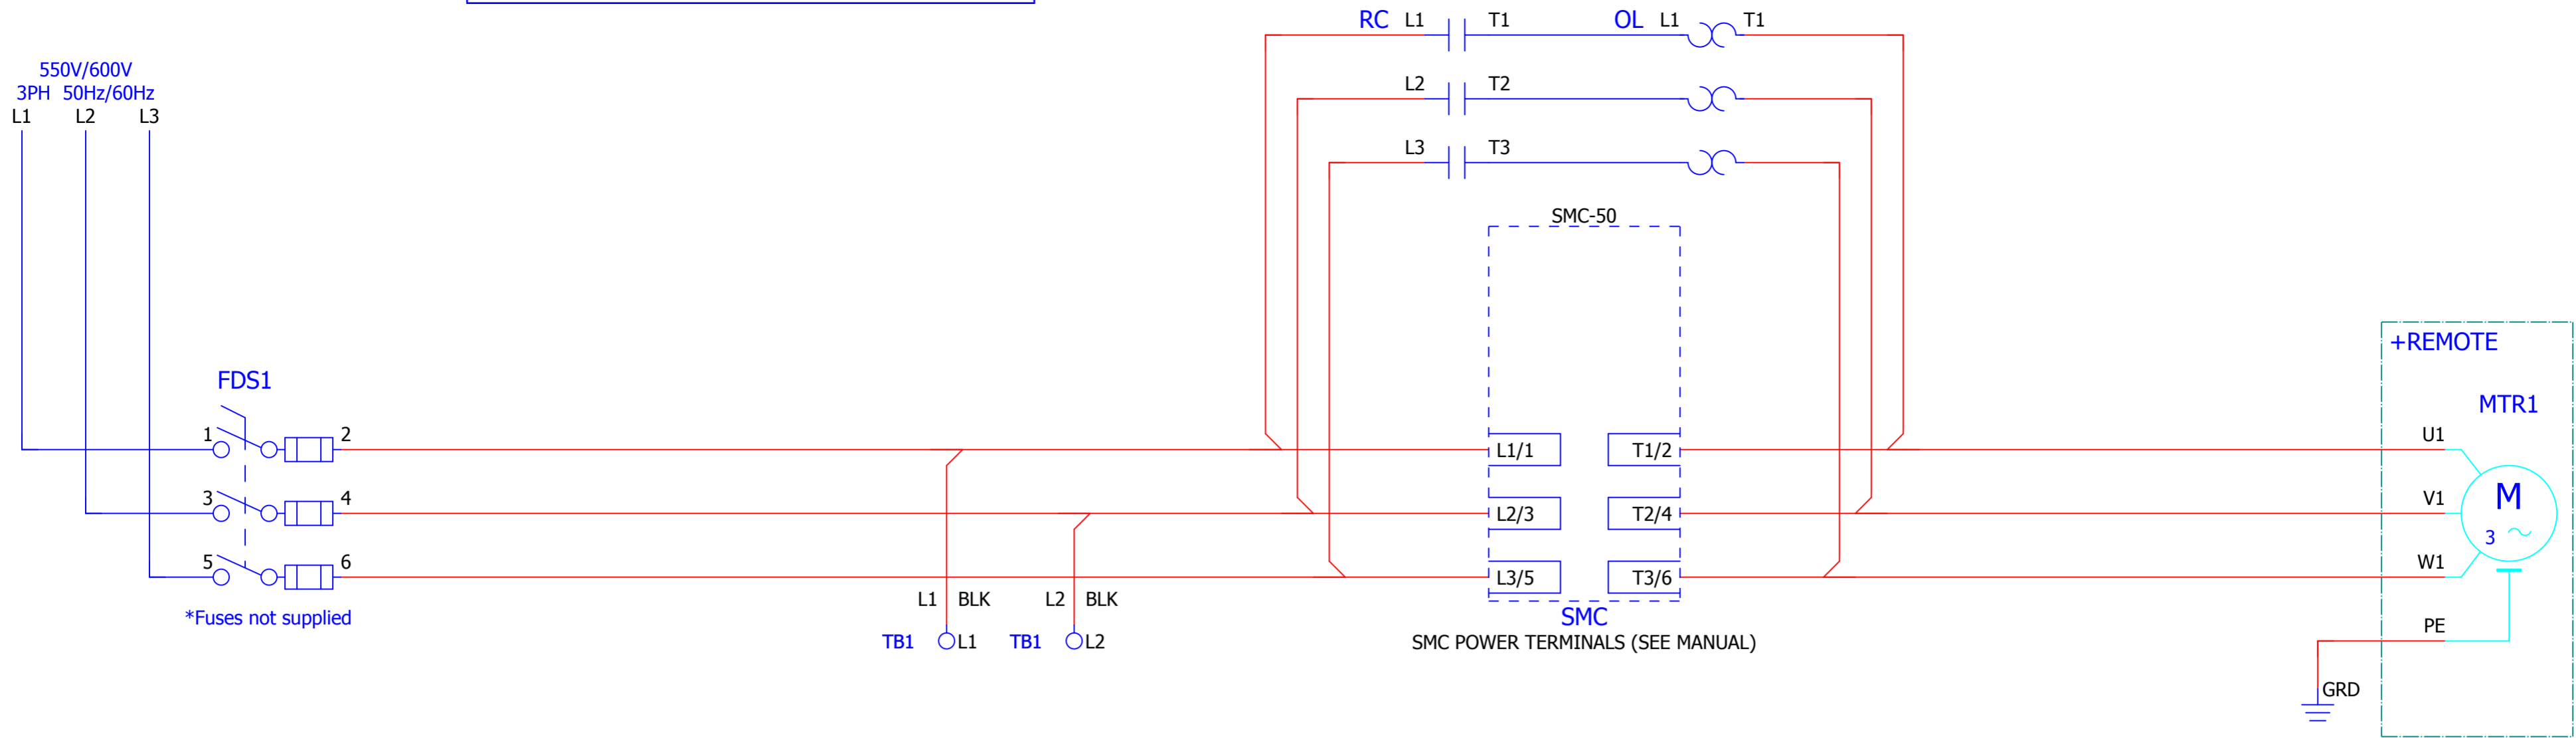 RC L1 T1 OL L1 T1
550V/600V
3PH 50Hz/60Hz
L1 L2 L3
L2 T2
L3 T3
SMC-50
+REMOTE
FDS1
MTR1
1 2
L1/1 T1/2
U1
3 4
L2/3 T2/4
V1
M
3
5 6
L3/5 T3/6
W1
*Fuses not supplied
L1 BLK L2 BLK
SMC
TB1 L1 TB1 L2
SMC POWER TERMINALS (SEE MANUAL)
PE
GRD